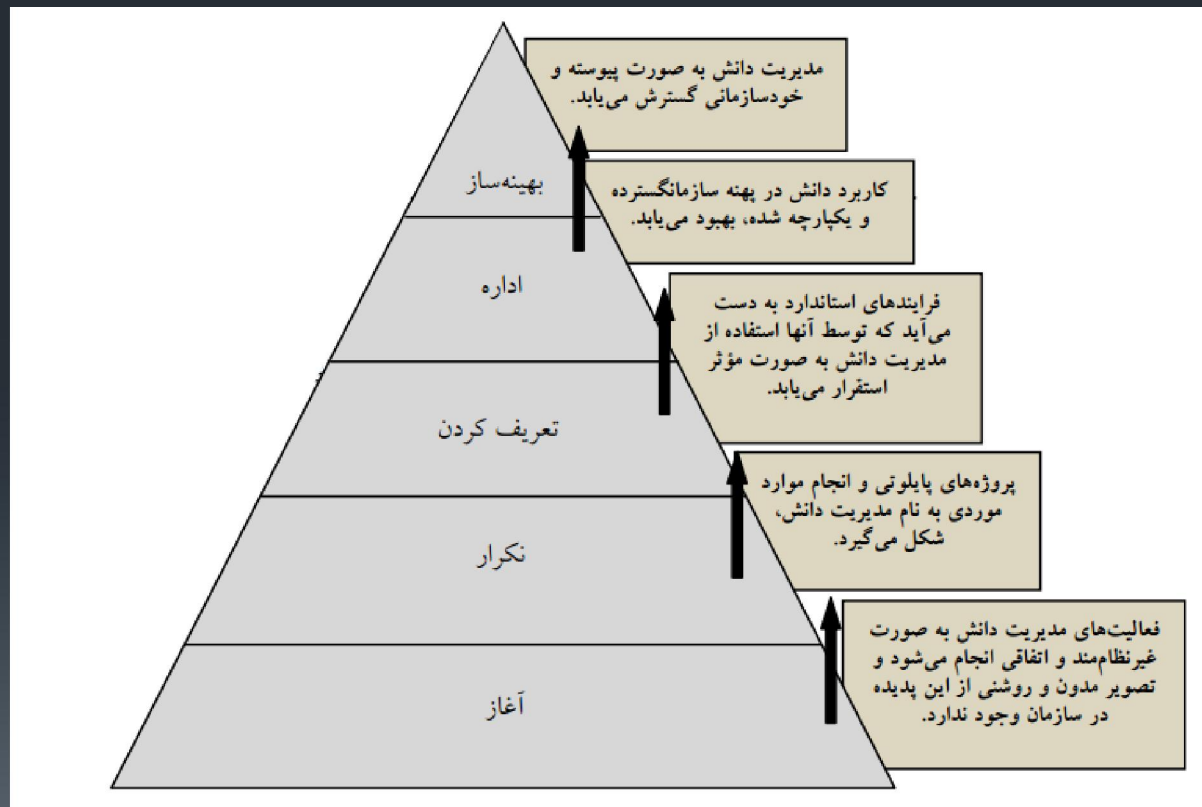 مدیریت دانش به صورت پیوسته و
خودسازمانی گسترش می‌یابد.
بهینه‌ساز
کاربرد دانش در پهنه سازمانگسترده
و یکپارچه شده، بهبود می‌یابد.
اداره
فرایندهای استاندارد به دست
می‌آید که توسط آنها استفاده از
مدیریت دانش به صورت مؤثر
استقرار می‌یابد.
تعریف کردن
پروژه‌های پایلوتی و انجام موارد
موردی به نام مدیریت دانش،
شکل می‌گیرد.
نکرار
فعالیت‌های مدیریت دانش به صورت
غیرنظام‌مند و اتفاقی انجام می‌شود و
تصویر مدون و روشنی از این پدیده
در سازمان وجود ندارد.
آغاز